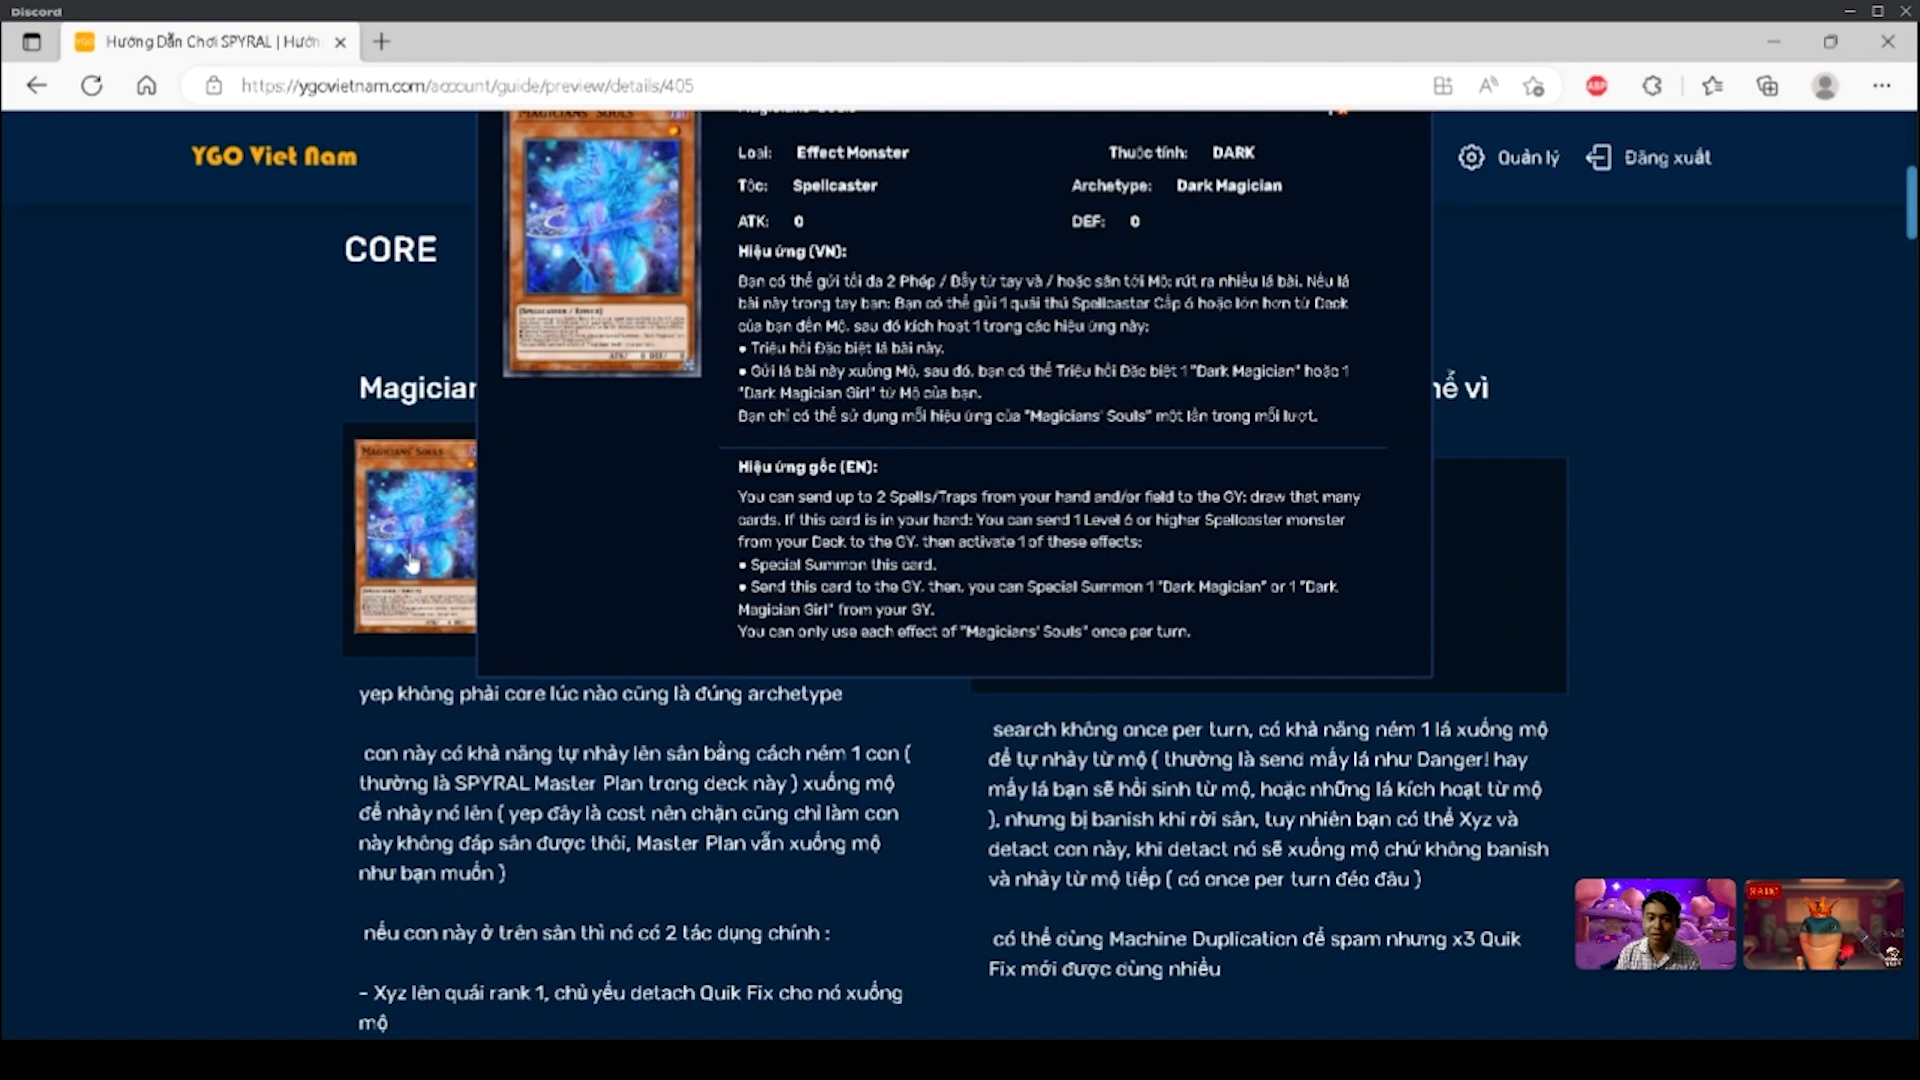 Discord
Hướng Dẫn Chơi SPYRAL | Hướn
https://ygovietnam.com/account/guide/preview/details/405
ABP
YGO Viet Nam
Quản lý
Đăng xuất
MAGICIANS' SOULS
Magicians' Souls
Loại: Effect Monster
Thuộc tính: DARK
Tộc: Spellcaster
Archetype: Dark Magician
ATK: 0
DEF: 0
Hiệu ứng (VN):
Bạn có thể gửi tối đa 2 Phép / Bẫy từ tay và / hoặc sân tới Mộ; rút ra nhiều lá bài. Nếu lá
bài này trong tay bạn: Bạn có thể gửi 1 quái thú Spellcaster Cấp 6 hoặc lớn hơn từ Deck
của bạn đến Mộ, sau đó kích hoạt 1 trong các hiệu ứng này;
• Triệu hồi Đặc biệt lá bài này.
• Gửi lá bài này xuống Mộ, sau đó, bạn có thể Triệu hồi Đặc biệt 1 "Dark Magician" hoặc 1
"Dark Magician Girl" từ Mộ của bạn.
Bạn chỉ có thể sử dụng mỗi hiệu ứng của "Magicians' Souls" một lần trong mỗi lượt.
Hiệu ứng gốc (EN):
You can send up to 2 Spells/Traps from your hand and/or field to the GY; draw that many
cards. If this card is in your hand: You can send 1 Level 6 or higher Spellcaster monster
from your Deck to the GY, then activate 1 of these effects;
• Special Summon this card.
• Send this card to the GY, then, you can Special Summon 1 "Dark Magician" or 1 "Dark
Magician Girl" from your GY.
You can only use each effect of "Magicians' Souls" once per turn.
CORE
Magician
hể vì
MAGICIANS' SOULS
yep không phải core lúc nào cũng là đúng archetype
con này có khả năng tự nhảy lên sân bằng cách ném 1 con (
thường là SPYRAL Master Plan trong deck này ) xuống mộ
để nhảy nó lên ( yep đây là cost nên chặn cũng chỉ làm con
này không đáp sân được thôi, Master Plan vẫn xuống mộ
như bạn muốn )
nếu con này ở trên sân thì nó có 2 tác dụng chính :
- Xyz lên quái rank 1, chủ yếu detach Quik Fix cho nó xuống
mộ
search không once per turn, có khả năng ném 1 lá xuống mộ
để tự nhảy từ mộ ( thường là send mấy lá như Danger! hay
mấy lá bạn sẽ hồi sinh từ mộ, hoặc những lá kích hoạt từ mộ
), nhưng bị banish khi rời sân, tuy nhiên bạn có thể Xyz và
detact con này, khi detact nó sẽ xuống mộ chứ không banish
và nhảy từ mộ tiếp ( có once per turn đéo đâu )
có thể dùng Machine Duplication để spam nhưng x3 Quik
Fix mới được dùng nhiều